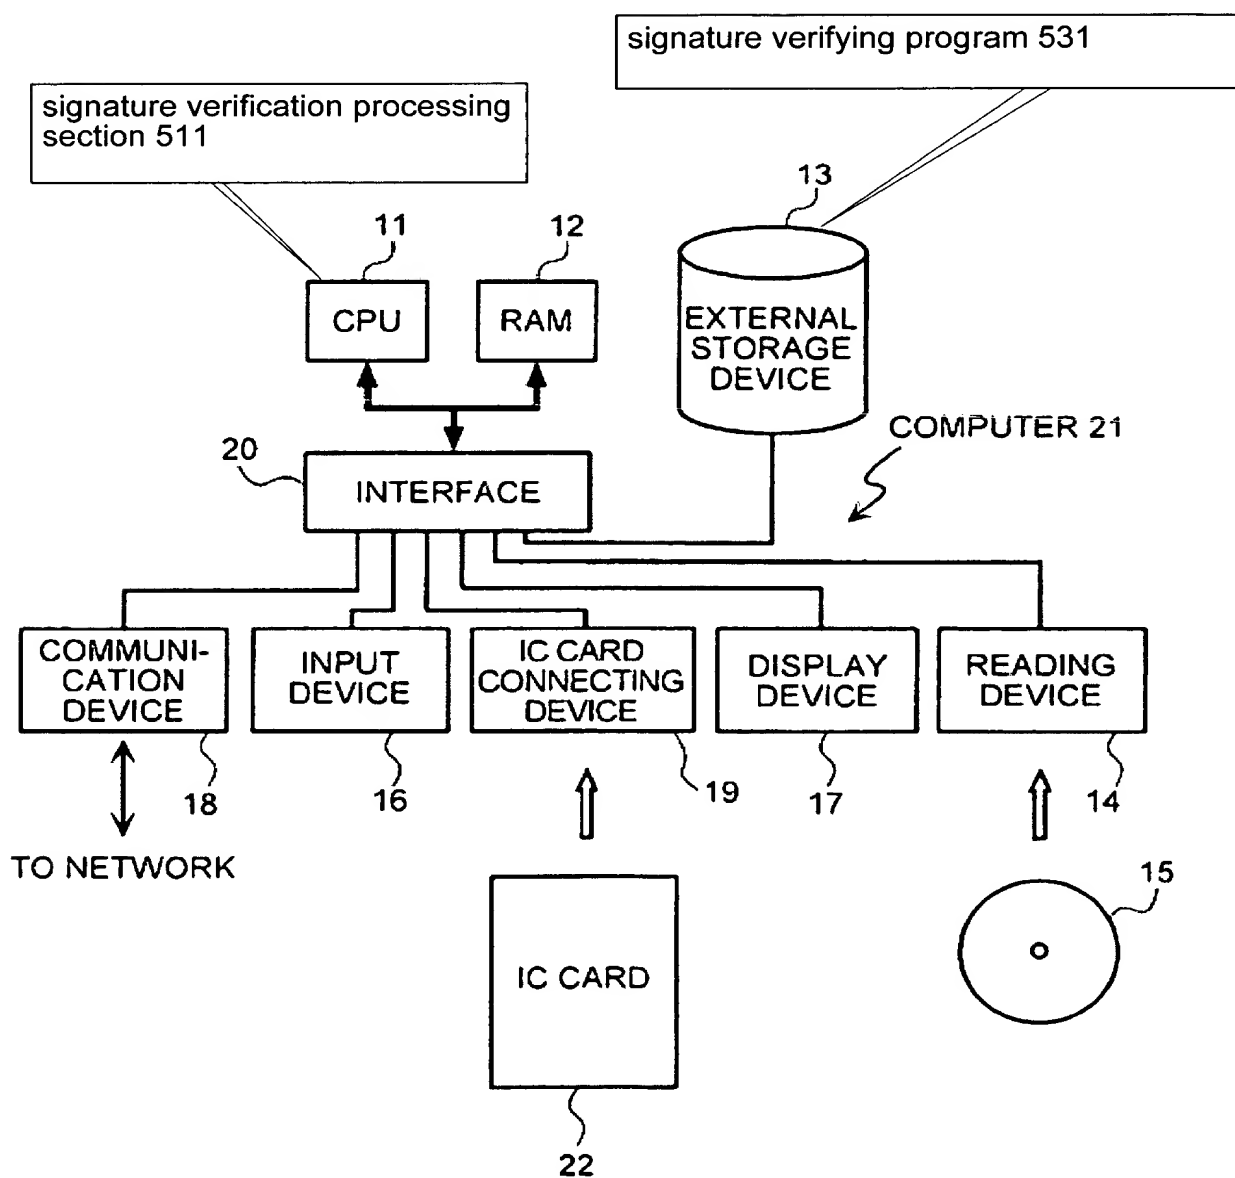 signature verifying program 531
signature verification processing
section 511
13
11
12
CPU
RAM
EXTERNAL
STORAGE
DEVICE
COMPUTER 21
20
INTERFACE
COMMUNI-
CATION
DEVICE
INPUT
DEVICE
IC CARD
CONNECTING
DEVICE
DISPLAY
DEVICE
READING
DEVICE
18
16
19
17
14
TO NETWORK
15
IC CARD
22